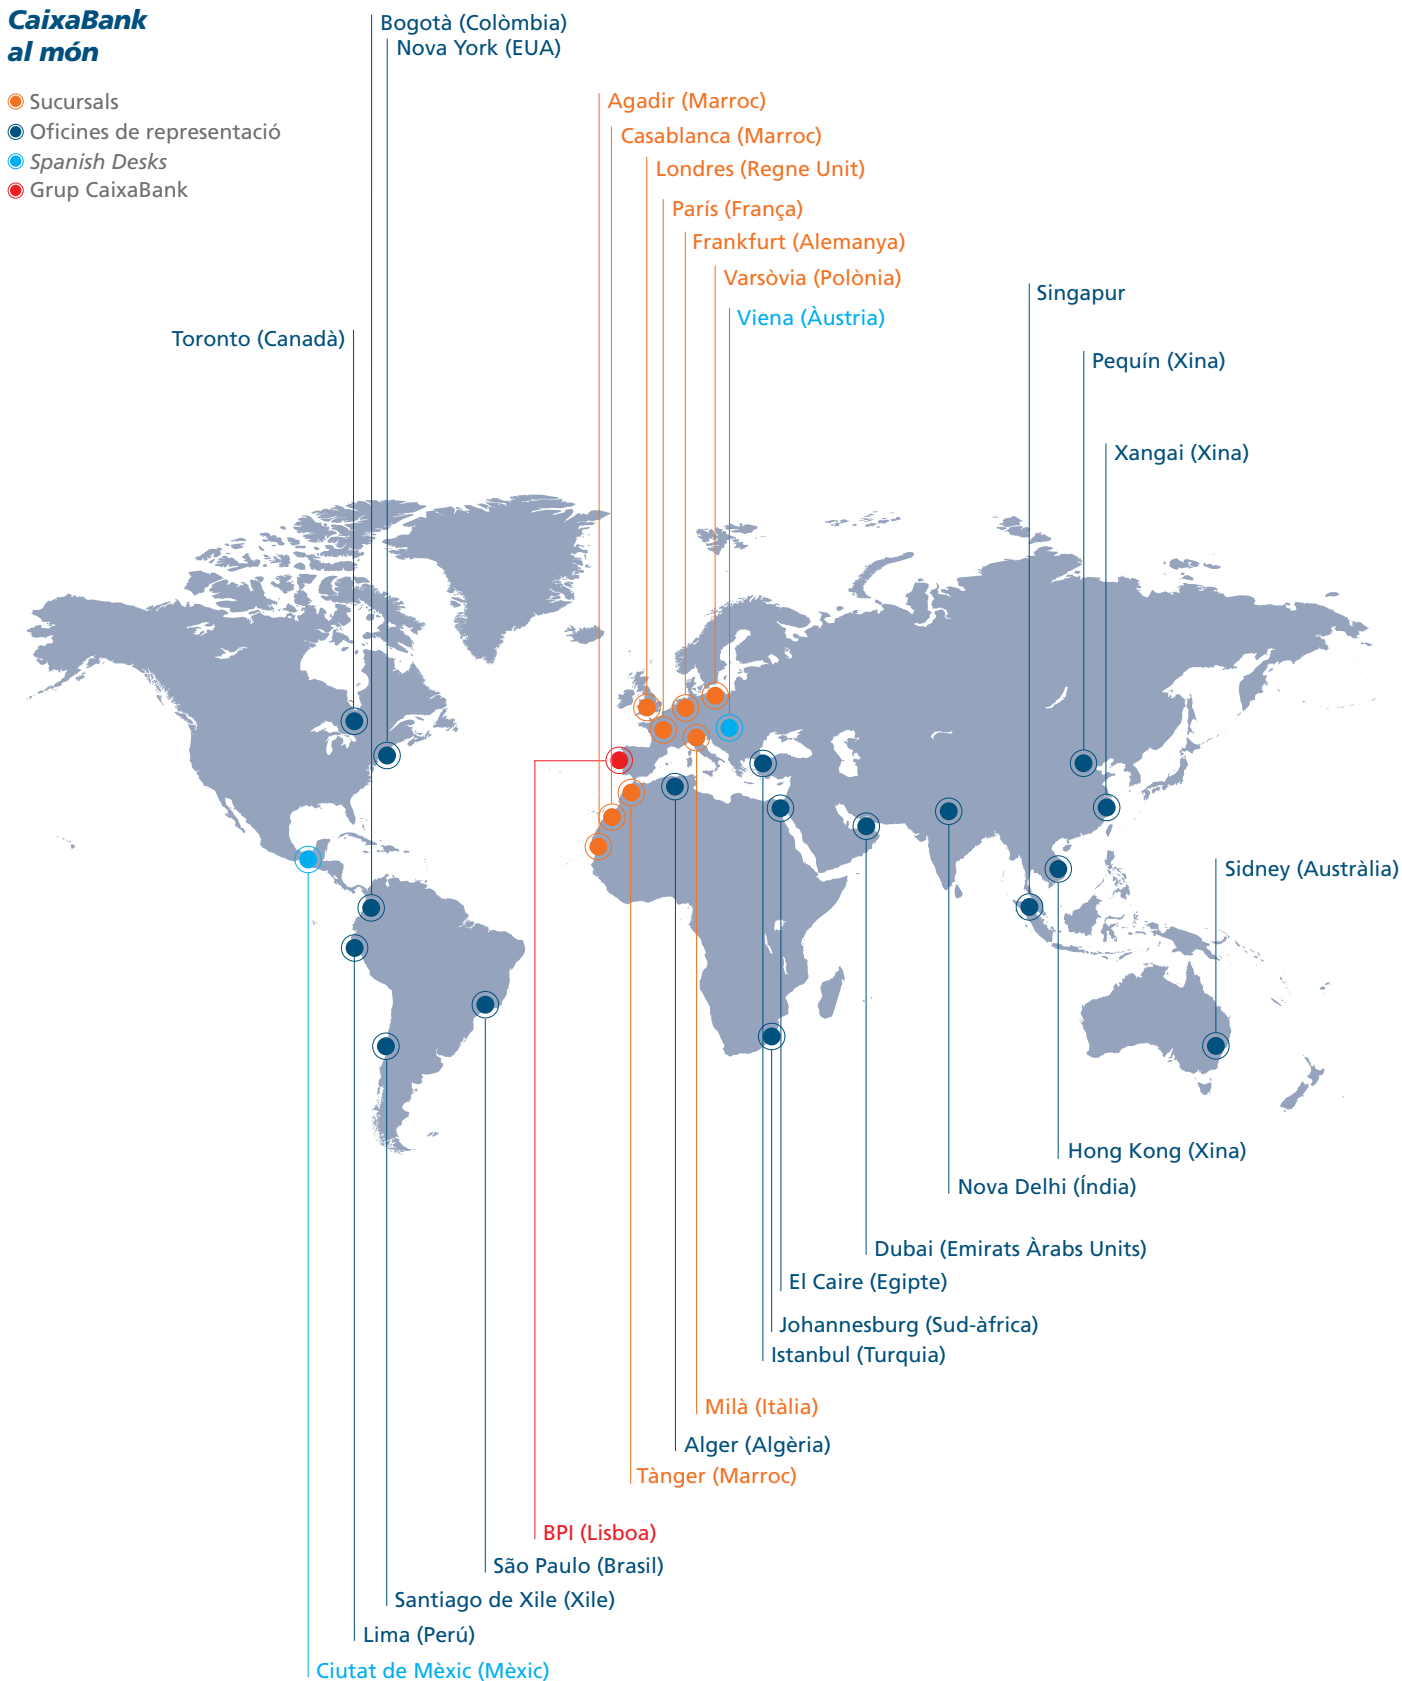 CaixaBank
al món
Sucursals
Oficines de representació
Spanish Desks
Grup CaixaBank
Bogotà (Colòmbia)
Nova York (EUA)
Agadir (Marroc)
Casablanca (Marroc)
Londres (Regne Unit)
París (França)
Frankfurt (Alemanya)
Varsòvia (Polònia)
Singapur
Viena (Àustria)
Toronto (Canadà)
Pequín (Xina)
Xangai (Xina)
Sidney (Austràlia)
Hong Kong (Xina)
Nova Delhi (Índia)
Dubai (Emirats Àrabs Units)
El Caire (Egipte)
Johannesburg (Sud-àfrica)
Istanbul (Turquia)
Milà (Itàlia)
Alger (Algèria)
Tànger (Marroc)
BPI (Lisboa)
São Paulo (Brasil)
Santiago de Xile (Xile)
Lima (Perú)
Ciutat de Mèxic (Mèxic)